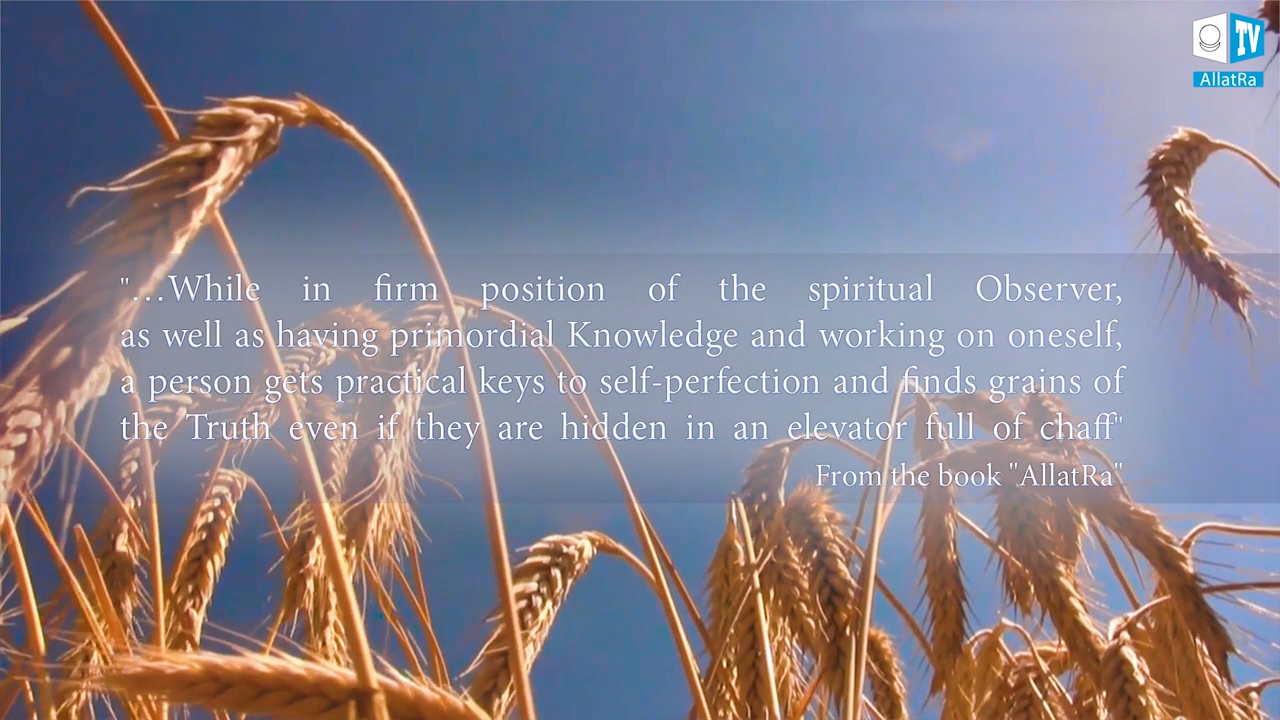 TV
AllatRa
"…While in firm position of the spiritual Observer,
as well as having primordial Knowledge and working on oneself,
a person gets practical keys to self-perfection and finds grains of
the Truth even if they are hidden in an elevator full of chaff"
From the book "AllatRa"